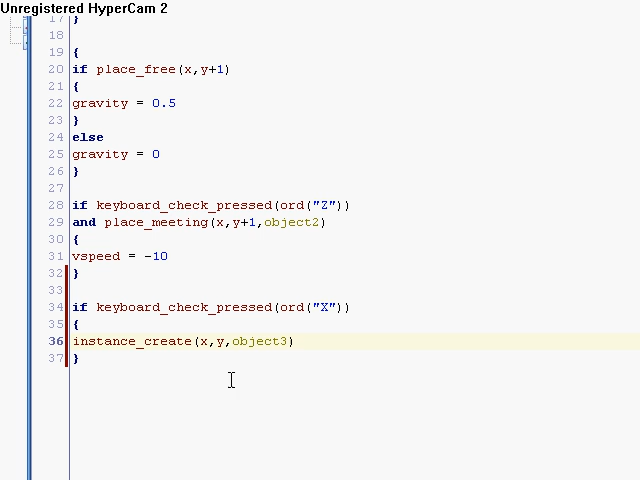 Unregistered HyperCam 2
17 }
18
19 {
20 if place_free(x,y+1)
21 {
22 gravity = 0.5
23 }
24 else
25 gravity = 0
26 }
27
28 if keyboard_check_pressed(ord("Z"))
29 and place_meeting(x,y+1,object2)
30 {
31 vspeed = -10
32 }
33
34 if keyboard_check_pressed(ord("X"))
35 {
36 instance_create(x,y,object3)
37 }